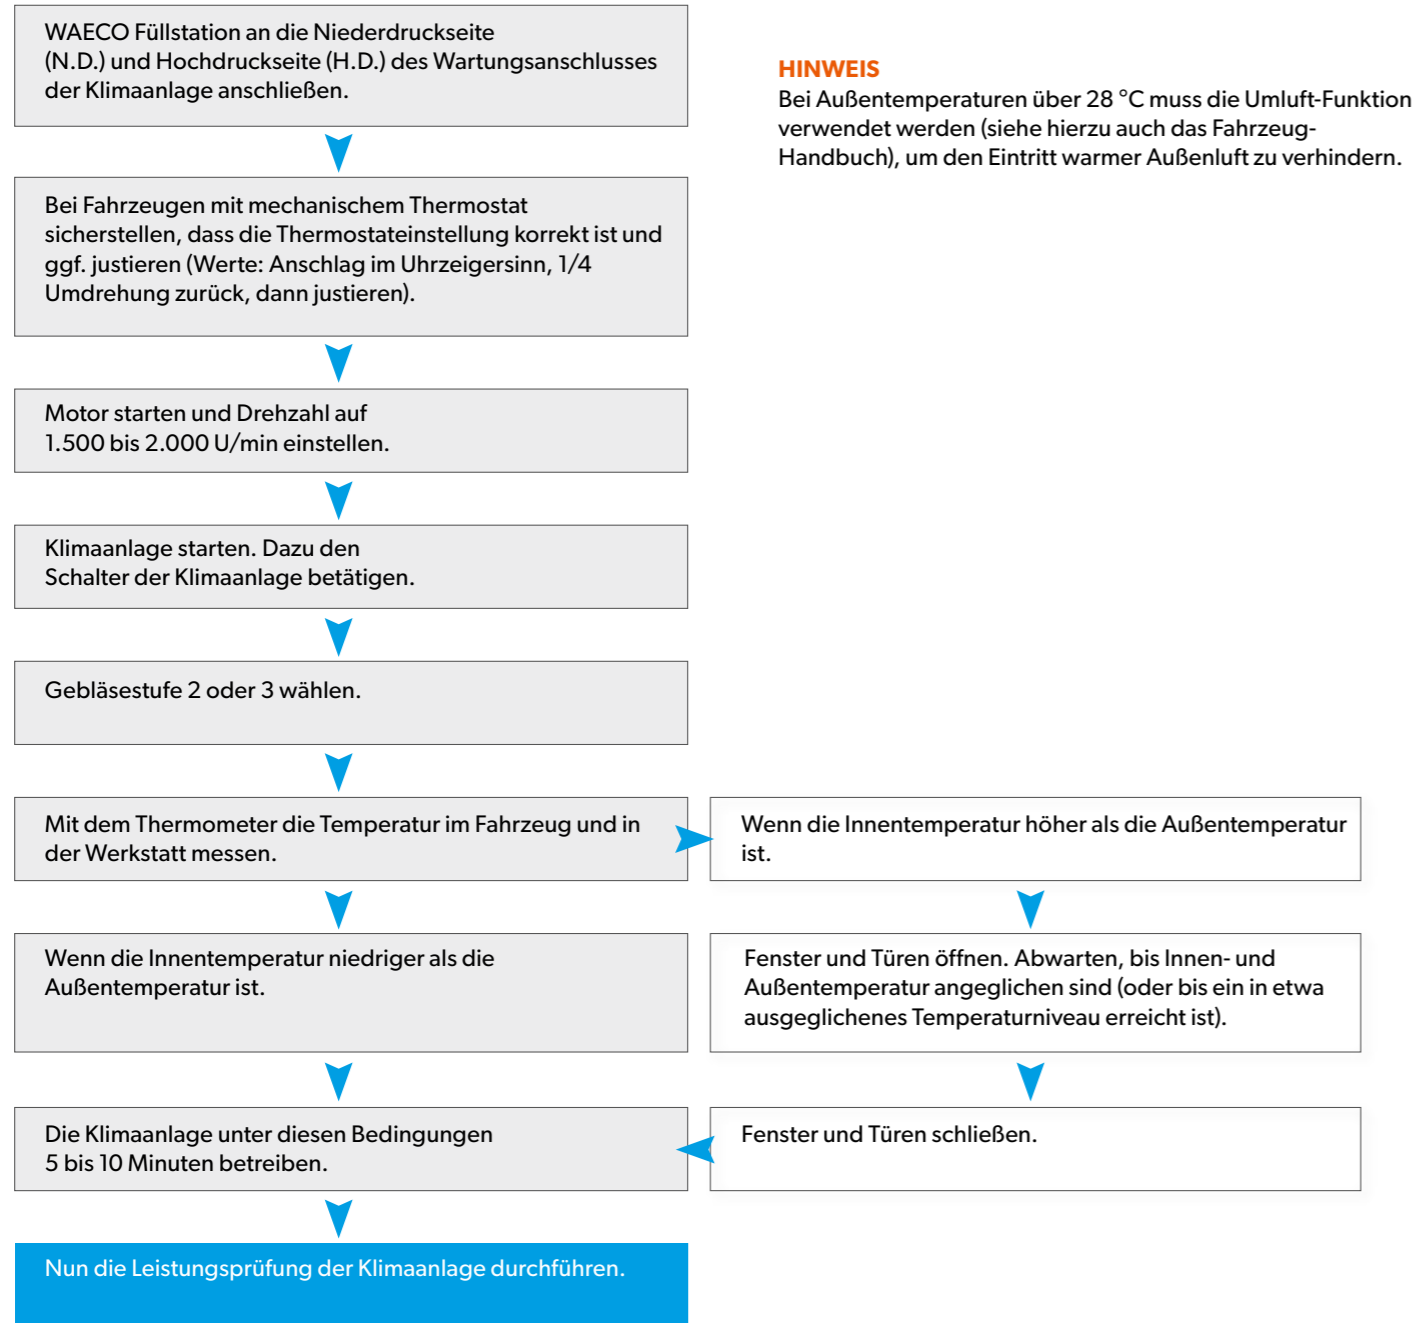 WAECO Füllstation an die Niederdruckseite
(N.D.) und Hochdruckseite (H.D.) des Wartungsanschlusses
der Klimaanlage anschließen.
HINWEIS
Bei Außentemperaturen über 28 °C muss die Umluft-Funktion
verwendet werden (siehe hierzu auch das Fahrzeug-
Handbuch), um den Eintritt warmer Außenluft zu verhindern.
Bei Fahrzeugen mit mechanischem Thermostat
sicherstellen, dass die Thermostateinstellung korrekt ist und
ggf. justieren (Werte: Anschlag im Uhrzeigersinn, 1/4
Umdrehung zurück, dann justieren).
Motor starten und Drehzahl auf
1.500 bis 2.000 U/min einstellen.
Klimaanlage starten. Dazu den
Schalter der Klimaanlage betätigen.
Gebläsestufe 2 oder 3 wählen.
Mit dem Thermometer die Temperatur im Fahrzeug und in
der Werkstatt messen.
Wenn die Innentemperatur höher als die Außentemperatur
ist.
Wenn die Innentemperatur niedriger als die
Außentemperatur ist.
Fenster und Türen öffnen. Abwarten, bis Innen- und
Außentemperatur angeglichen sind (oder bis ein in etwa
ausgeglichenes Temperaturniveau erreicht ist).
Die Klimaanlage unter diesen Bedingungen
5 bis 10 Minuten betreiben.
Fenster und Türen schließen.
Nun die Leistungsprüfung der Klimaanlage durchführen.